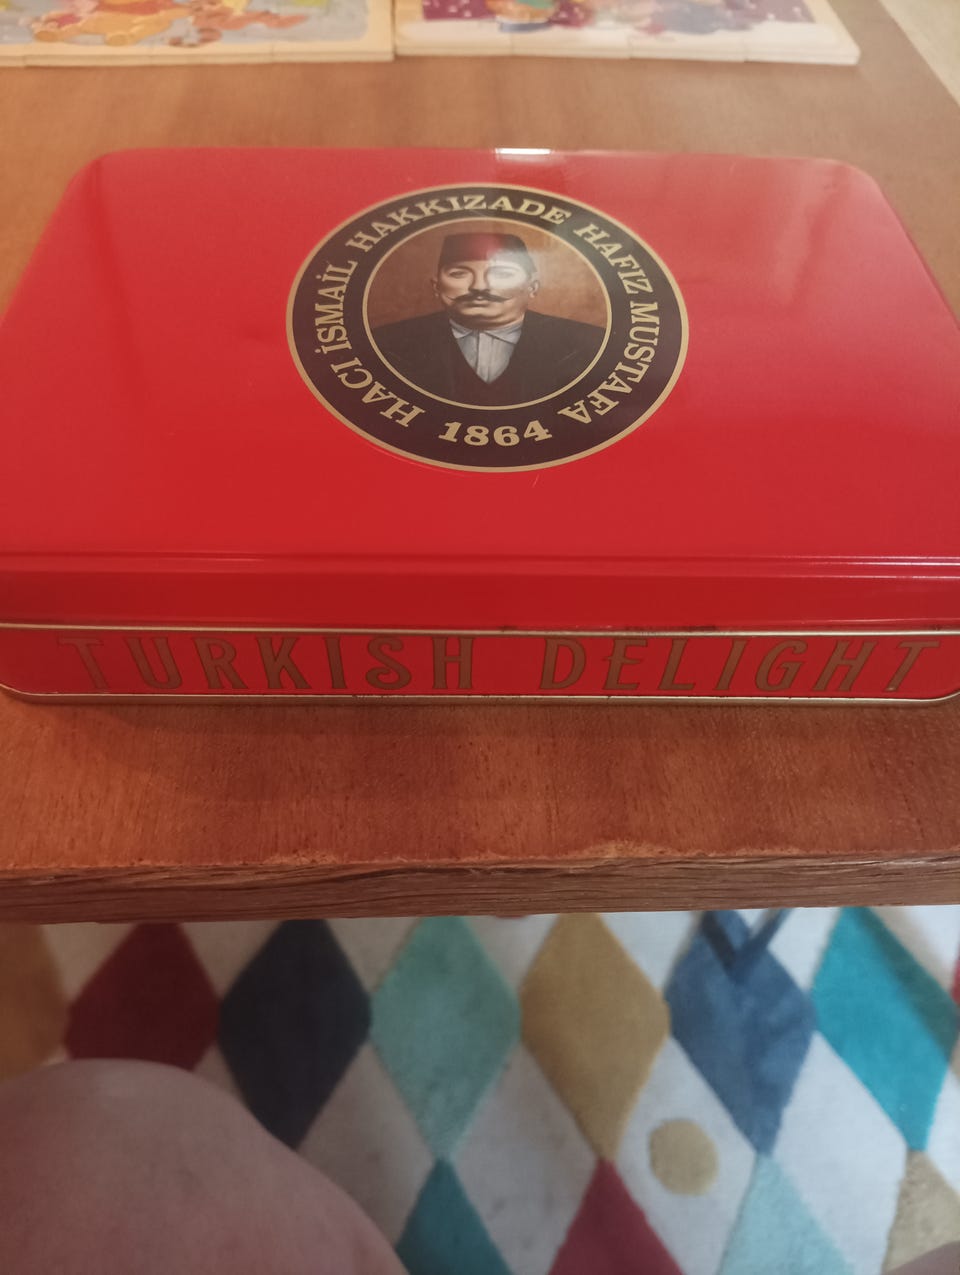 HACI İSMAİL HAKKIZADE HAFIZ MUSTAFA
1864
TURKISH DELIGHT